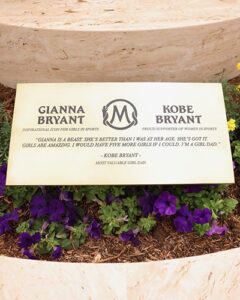 GIANNA
BRYANT
INSPIRATIONAL ICON FOR GIRLS IN SPORTS
M
KOBE
BRYANT
PROUD SUPPORTER OF WOMEN IN SPORTS
"GIANNA IS A BEAST. SHE'S BETTER THAN I WAS AT HER AGE. SHE'S GOT IT.
GIRLS ARE AMAZING. I WOULD HAVE FIVE MORE GIRLS IF I COULD. I'M A GIRL DAD."
- KOBE BRYANT -
MOST VALUABLE GIRL DAD